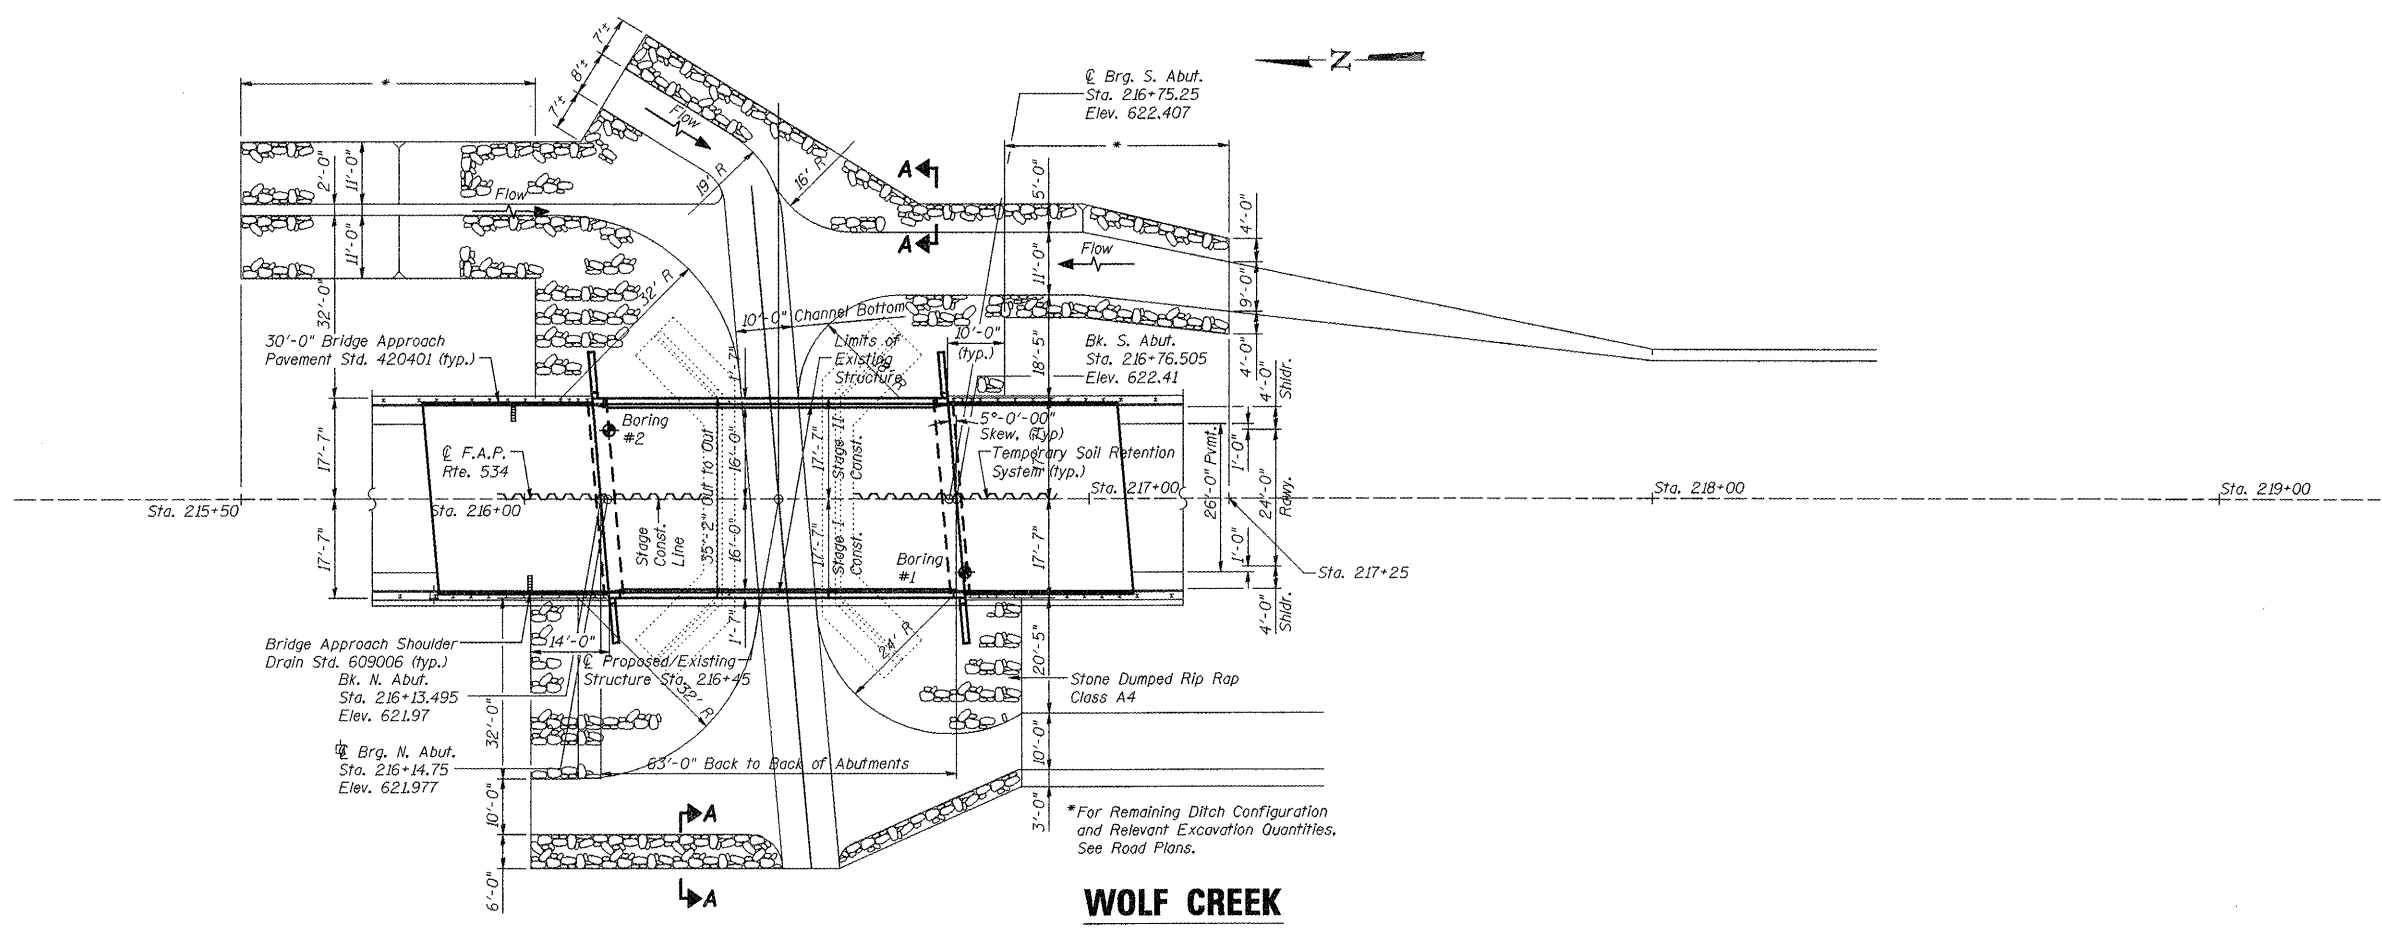 7'±
8'±
7'±
Flow
N
℄ Brg. S. Abut.
Sta. 216+75.25
Elev. 622.407
*
*
2'-0"
11'-0"
11'-0"
32'-0"
Flow
19' R
16' R
A
A
5'-0"
11'-0"
18'-5"
Flow
4'-0"
9'-0"
4'-0"
4'-0"
Shldr.
32' R
10'-0" Channel Bottom
10'-0"
(typ.)
Limits of
Existing
Structure
30'-0" Bridge Approach
Pavement Std. 420401 (typ.)
Bk. S. Abut.
Sta. 216+76.505
Elev. 622.41
1'-7"
Boring
#2
℄ F.A.P.
Rte. 534
17'-7"
17'-7"
5°-0'-00"
Skew. (Typ)
Temporary Soil Retention
System (typ.)
17'-7"
17'-7"
35'-2" Out to Out
16'-0"
16'-0"
17'-7"
Stage II
Const.
17'-7"
Stage I
Const.
Stage
Const.
Line
Boring
#1
26'-0" Pvmt.
1'-0"
24'-0"
Rdwy.
1'-0"
4'-0"
Shldr.
Sta. 215+50
Sta. 216+00
Sta. 217+00
Sta. 218+00
Sta. 219+00
Sta. 217+25
Bridge Approach Shoulder
Drain Std. 609006 (typ.)
Bk. N. Abut.
Sta. 216+13.495
Elev. 621.97
℄ Brg. N. Abut.
Sta. 216+14.75
Elev. 621.977
14'-0"
1'-7"
℄ Proposed/Existing
Structure Sta. 216+45
32' R
24' R
20'-5"
Stone Dumped Rip Rap
Class A4
32'-0"
10'-0"
6'-0"
63'-0" Back to Back of Abutments
10'-0"
3'-0"
A
A
*For Remaining Ditch Configuration
and Relevant Excavation Quantities,
See Road Plans.
WOLF CREEK